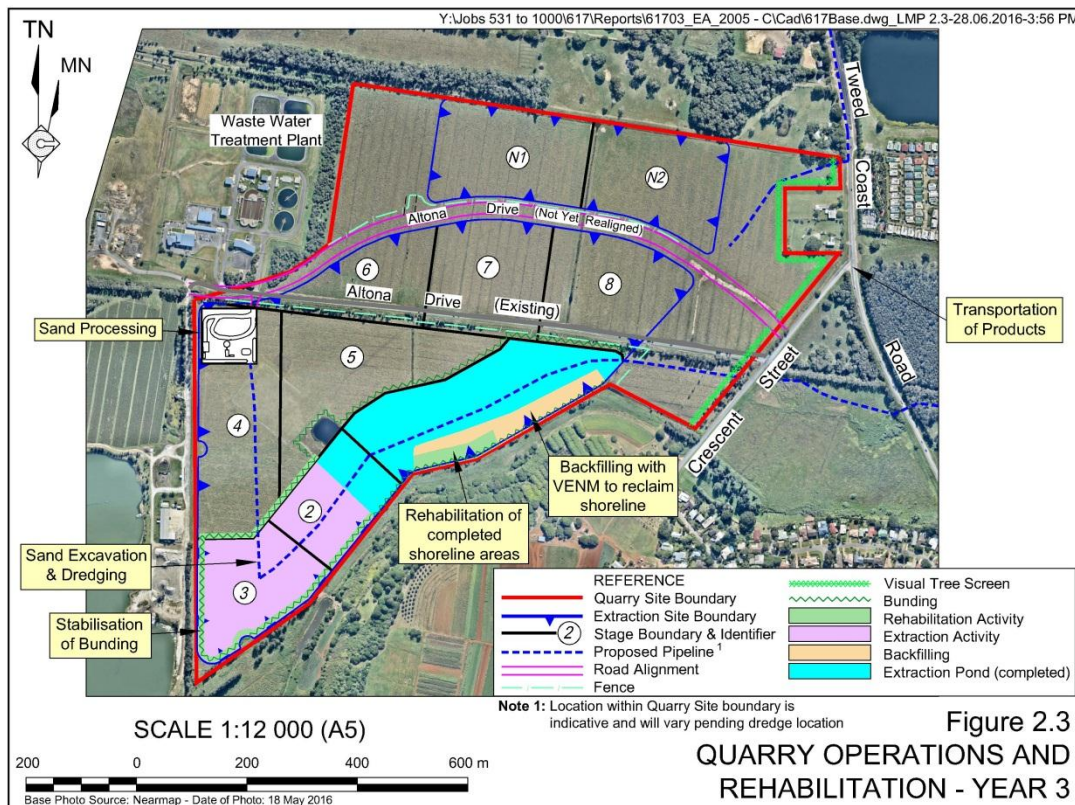 Y:\Jobs 531 to 1000\617\Reports\61703_EA_2005 - C\Cad\617Base.dwg_LMP 2.3-28.06.2016-3:56 PM
TN
MN
Waste Water
Treatment Plant
N1
N2
Tweed
Coast
Road
Altona Drive (Not Yet Realigned)
6
7
8
Altona Drive (Existing)
Transportation
of Products
Sand Processing
5
4
Crescent Street
Backfilling with
VENM to reclaim
shoreline
2
Rehabilitation of
completed
shoreline areas
Sand Excavation
& Dredging
3
Stabilisation
of Bunding
REFERENCE
Quarry Site Boundary
Extraction Site Boundary
2 Stage Boundary & Identifier
Proposed Pipeline 1
Road Alignment
Fence
Visual Tree Screen
Bunding
Rehabilitation Activity
Extraction Activity
Backfilling
Extraction Pond (completed)
Note 1: Location within Quarry Site boundary is
indicative and will vary pending dredge location
SCALE 1:12 000 (A5)
200 0 200 400 600 m
Base Photo Source: Nearmap - Date of Photo: 18 May 2016
Figure 2.3
QUARRY OPERATIONS AND
REHABILITATION - YEAR 3